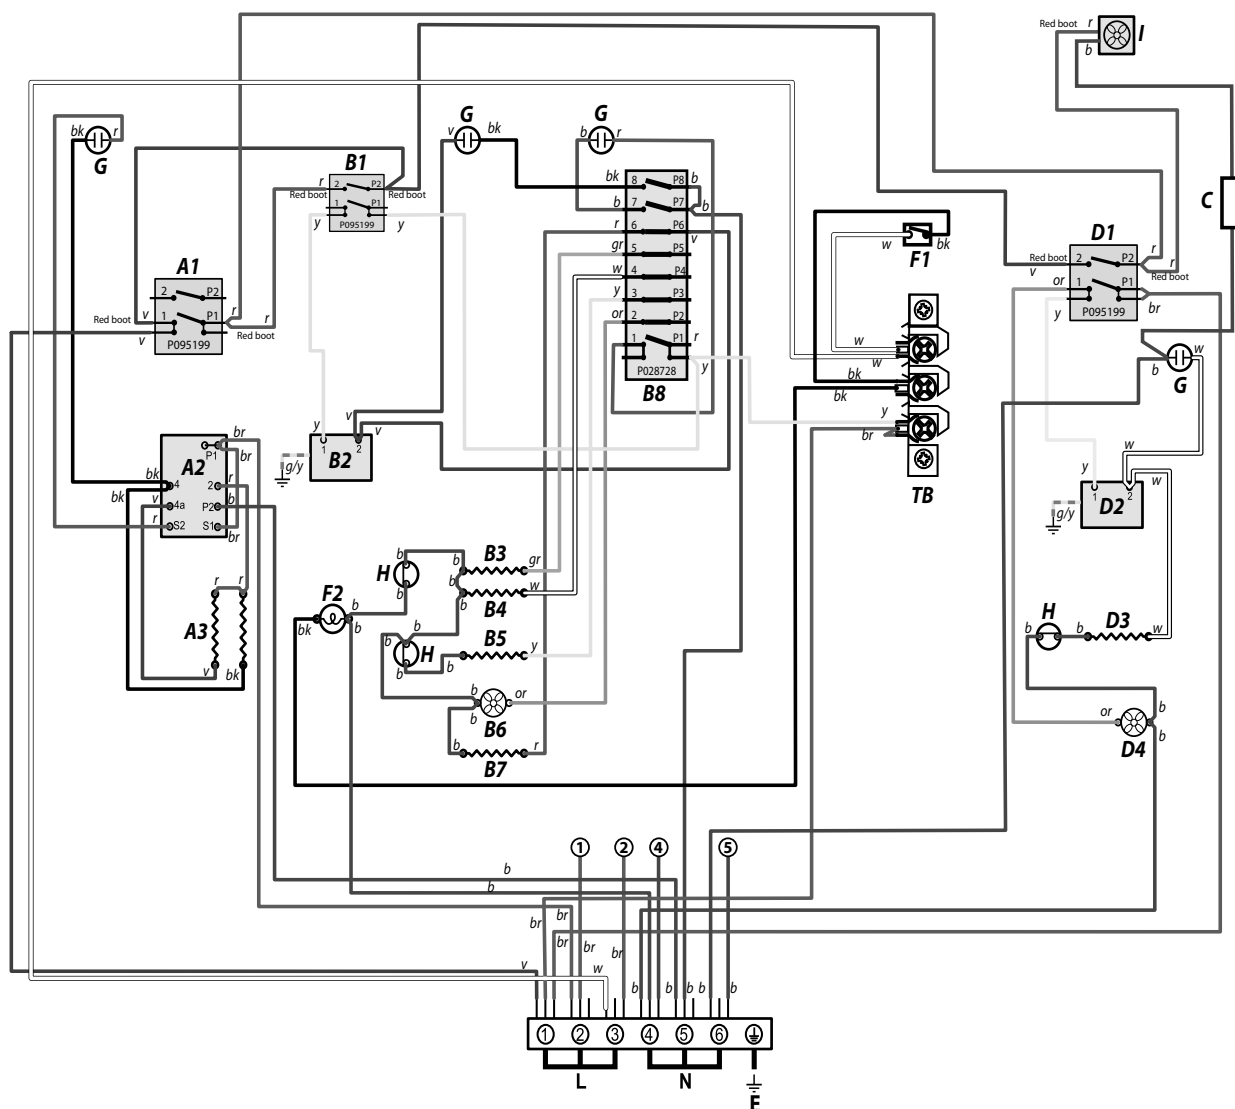 Red boot r
b
I
bk r
G
v G bk
b G r
B1
r 2 P2
Red boot Red boot
1 P1
y y
P095199
bk 8 P8 b
b 7 P7 b
r 6 P6 v
gr 5 P5
w 4 P4
y 3 P3
or 2 P2
1 P1 r
y
P028728
B8
C
w bk
F1
D1
r
Red boot 2 P2 r
v Red boot
or 1 P1
y br
P095199
A1
2 P2
Red boot v 1 P1 r
v r
Red boot
P095199
w
w
bk
bk
y
br
TB
w
b G
w
w
y 1 2
D2
g/y
y v
v
1 B2 2
g/y
br
P1 br
A2
bk 4 2 r
bk
v 4a P2 b
r S2 S1 br
r r
A3
v bk
b b B3 gr
H
b b B4 w
F2 b b
bk b
b b
H B5 y
b b
b or
b B6
b B7 r
H D3
b b w
or b
D4 b
1 2 4 5
b
b
br br
br br br
v w b b b b
1 2 3 4 5 6
L N
E